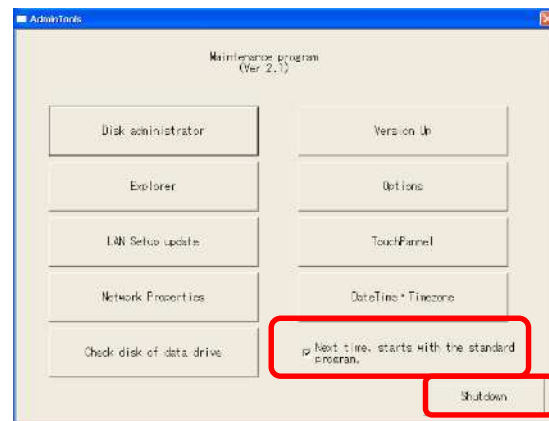 AdminTools
Maintenance program
(Ver 2.1)
Disk administrator
Version Up
Explorer
Options
LAN Setup update
TouchPannel
Network Properties
DateTime・Timezone
Check disk of data drive
Next time, starts with the standard
program.
Shutdown